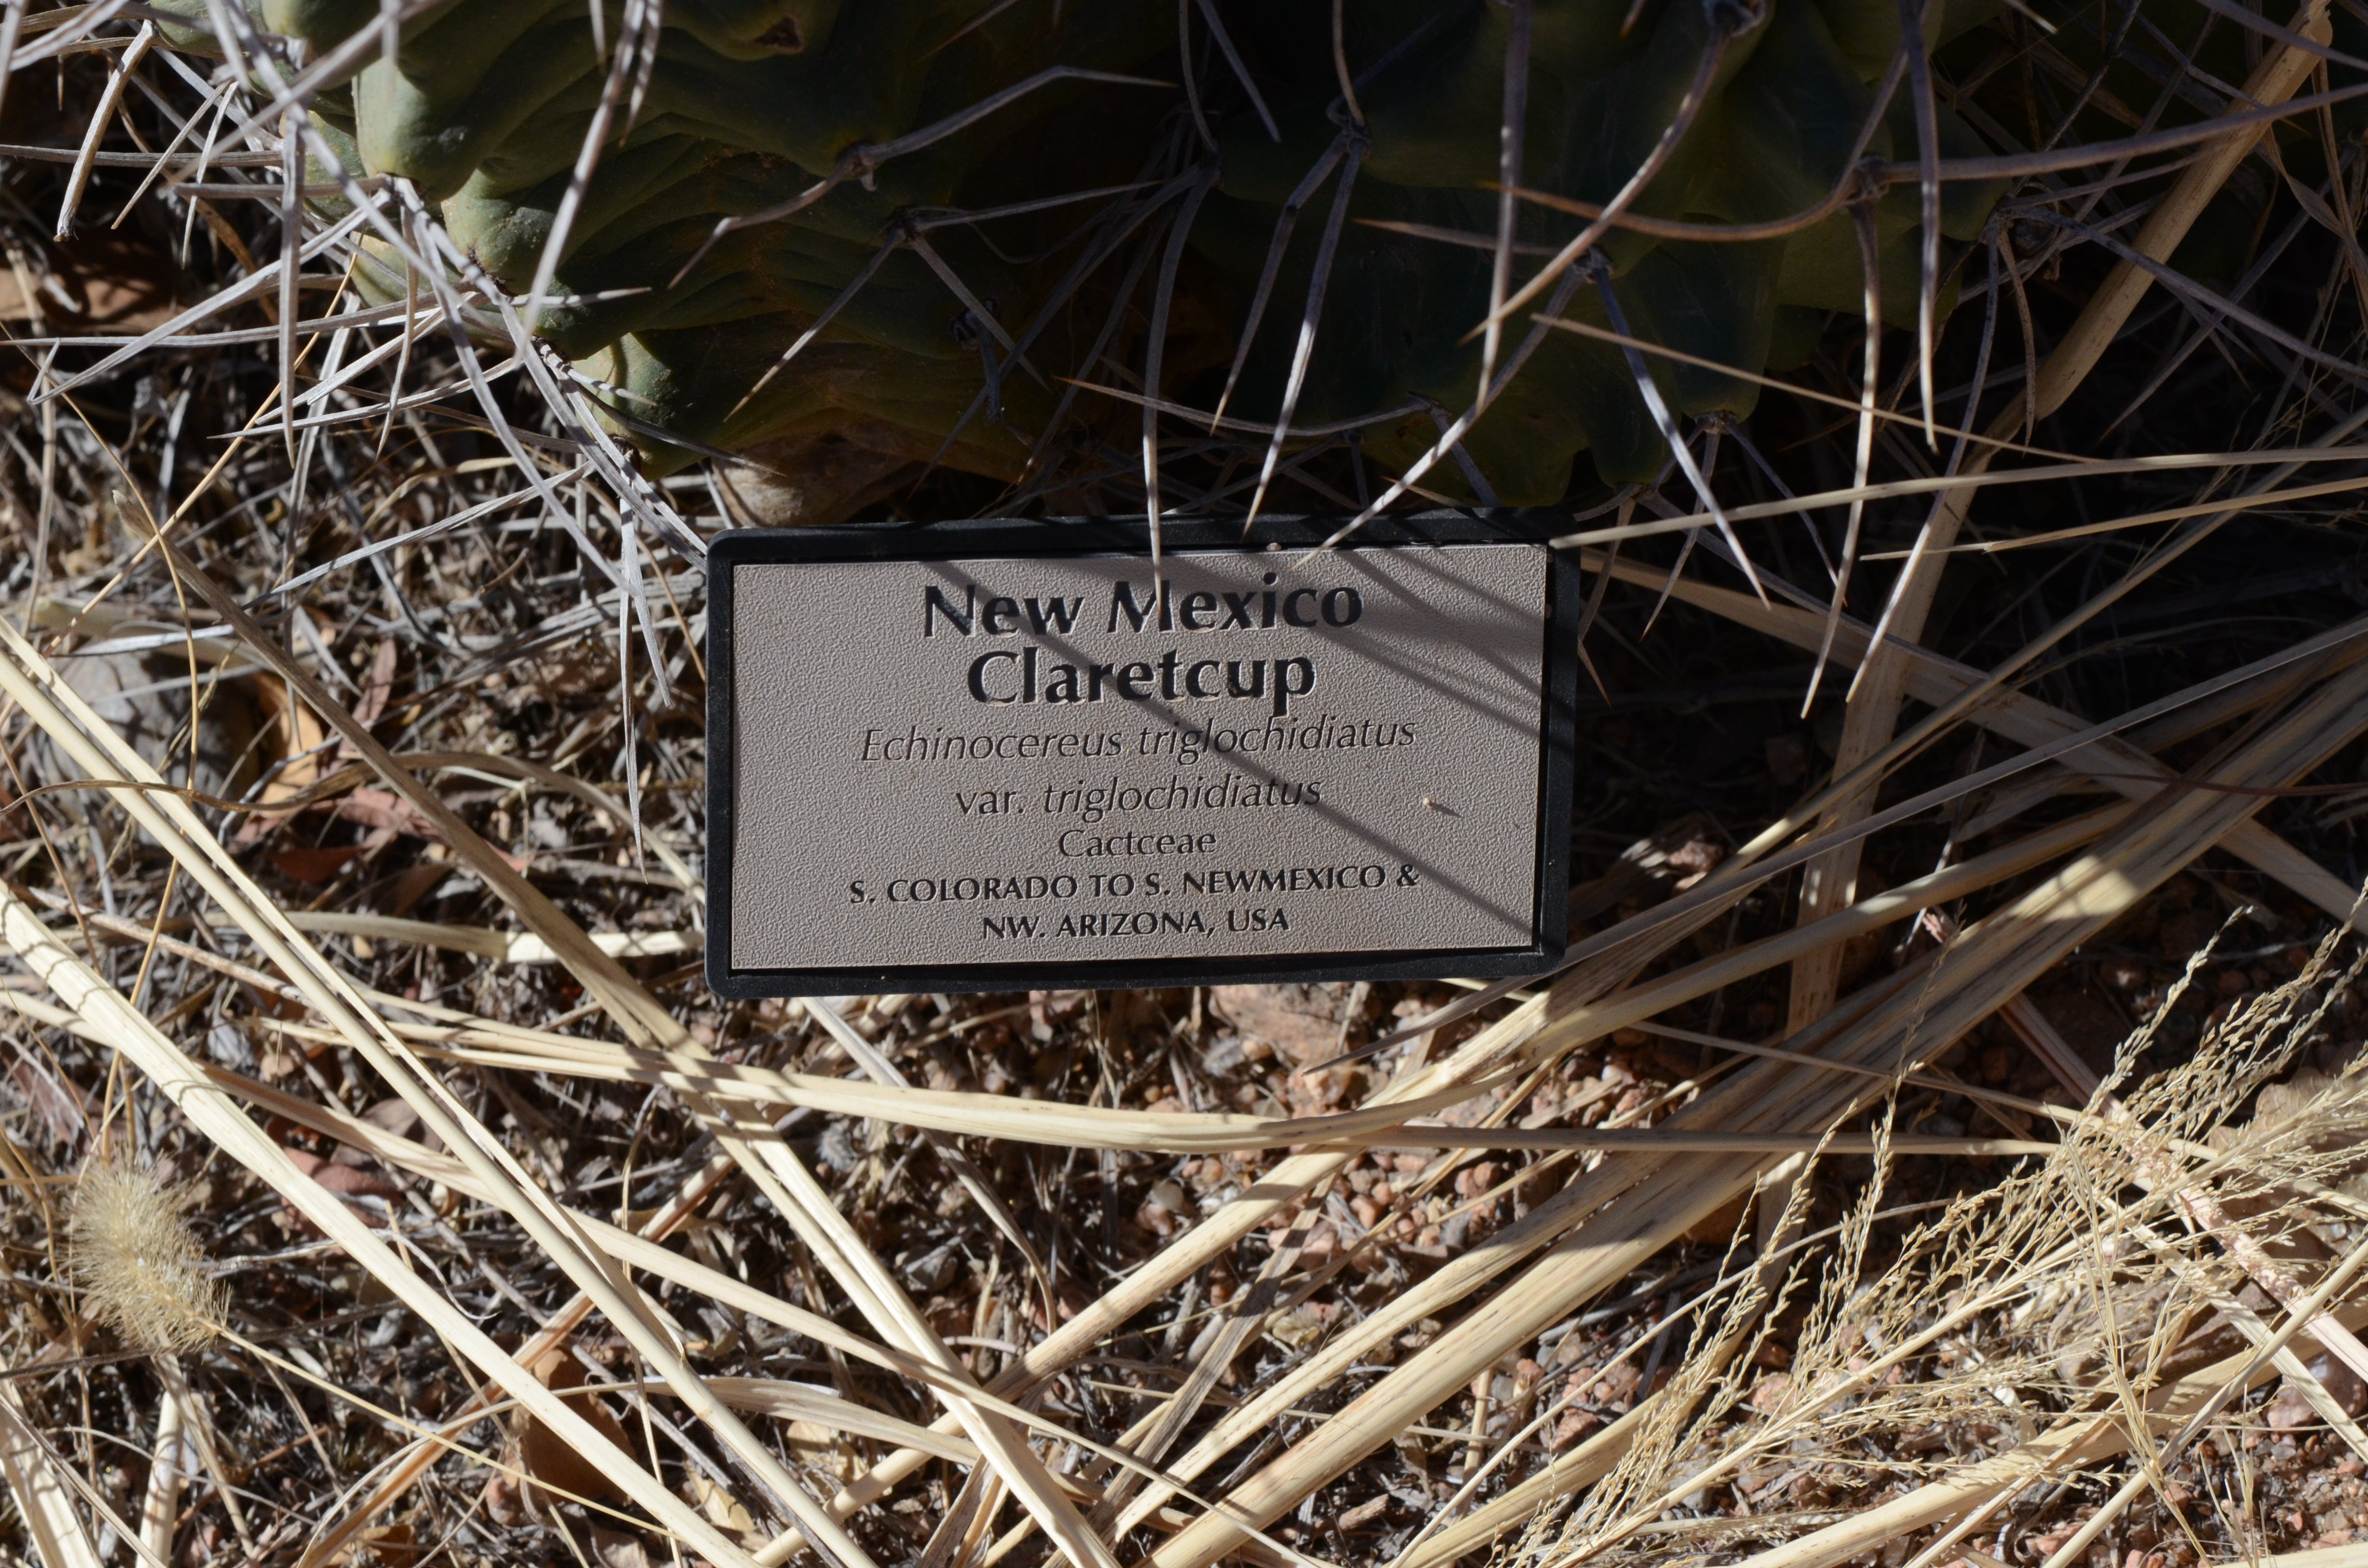 New Mexico
Claretcup
Echinocereus triglochidiatus
var. triglochidiatus
Cactceae
S. COLORADO TO S. NEWMEXICO &
NW. ARIZONA, USA